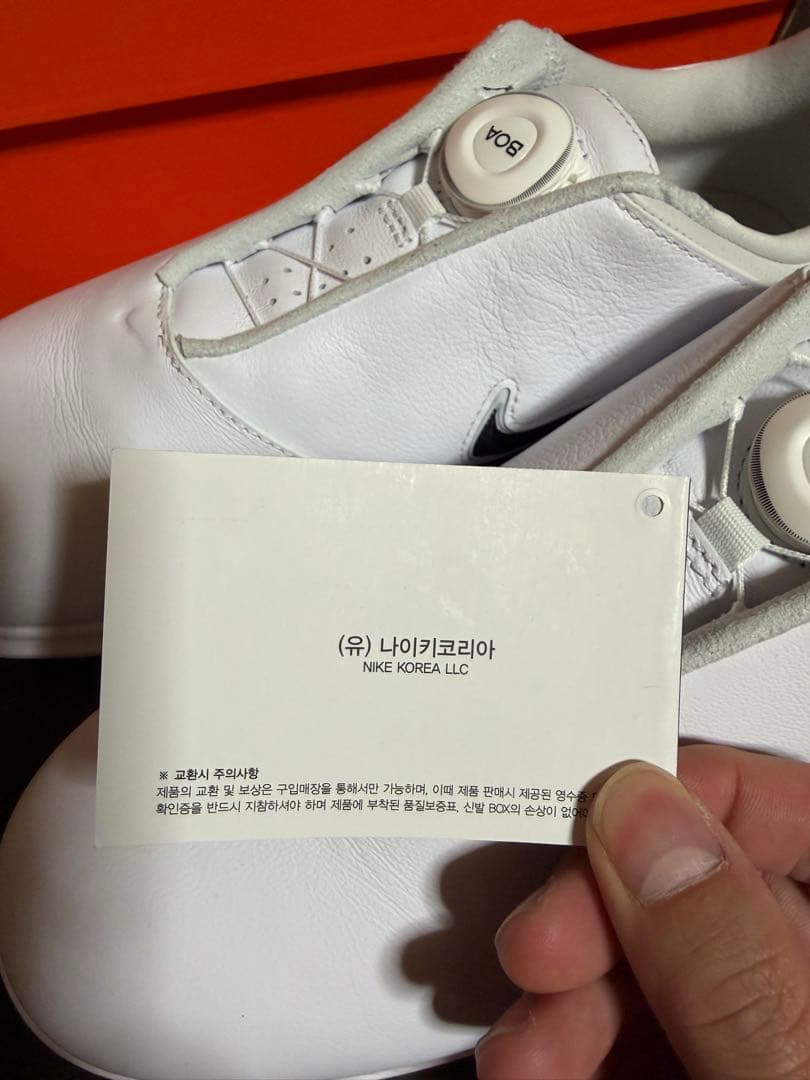 BOA
(유) 나이키코리아
NIKE KOREA LLC
※ 교환시 주의사항
제품의 교환 및 보상은 구입매장을 통해서만 가능하며, 이때 제품 판매시 제공된 영수증
확인증을 반드시 지참하셔야 하며 제품에 부착된 품질보증표, 신발 BOX의 손상이